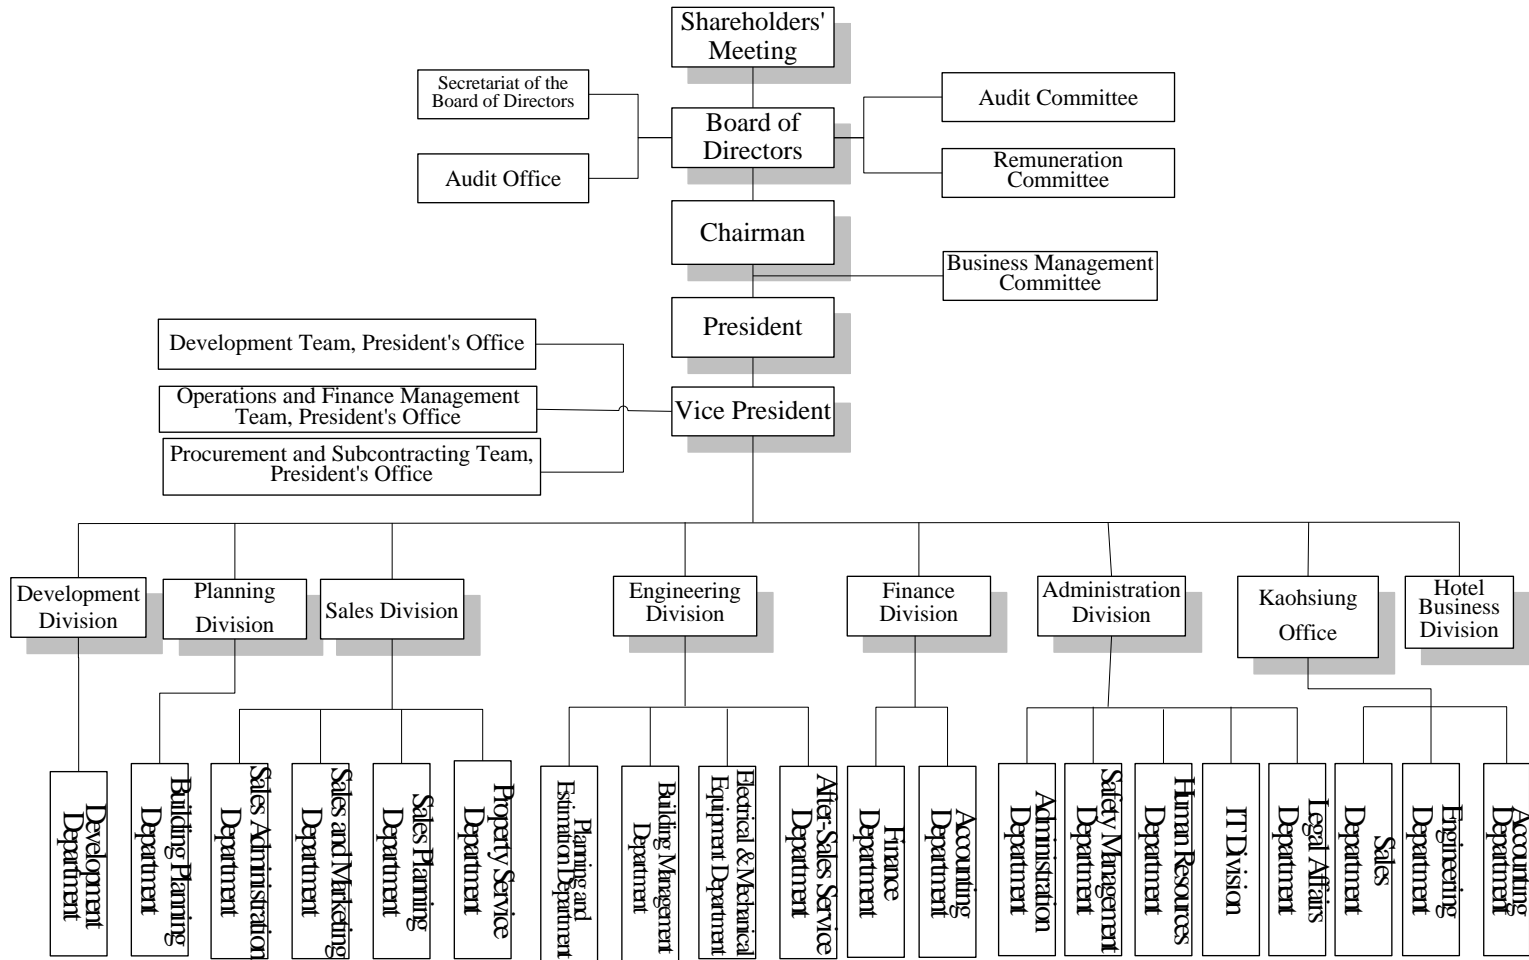 Shareholders'
Meeting
Secretariat of the
Board of Directors
Audit Committee
Board of
Directors
Audit Office
Remuneration
Committee
Chairman
Business Management
Committee
President
Development Team, President's Office
Operations and Finance Management
Team, President's Office
Vice President
Procurement and Subcontracting Team,
President's Office
Development
Division
Planning
Division
Sales Division
Engineering
Division
Finance
Division
Administration
Division
Kaohsiung
Office
Hotel
Business
Division
Development
Department
Building Planning
Department
Sales Administration
Department
Sales and Marketing
Department
Sales Planning
Department
Property Service
Department
Planning and
Estimation Department
Building Management
Department
Electrical & Mechanical
Equipment Department
After-Sales Service
Department
Finance
Department
Accounting
Department
Administration
Department
Safety Management
Department
Human Resources
Department
IT Division
Legal Affairs
Department
Sales
Department
Engineering
Department
Accounting
Department